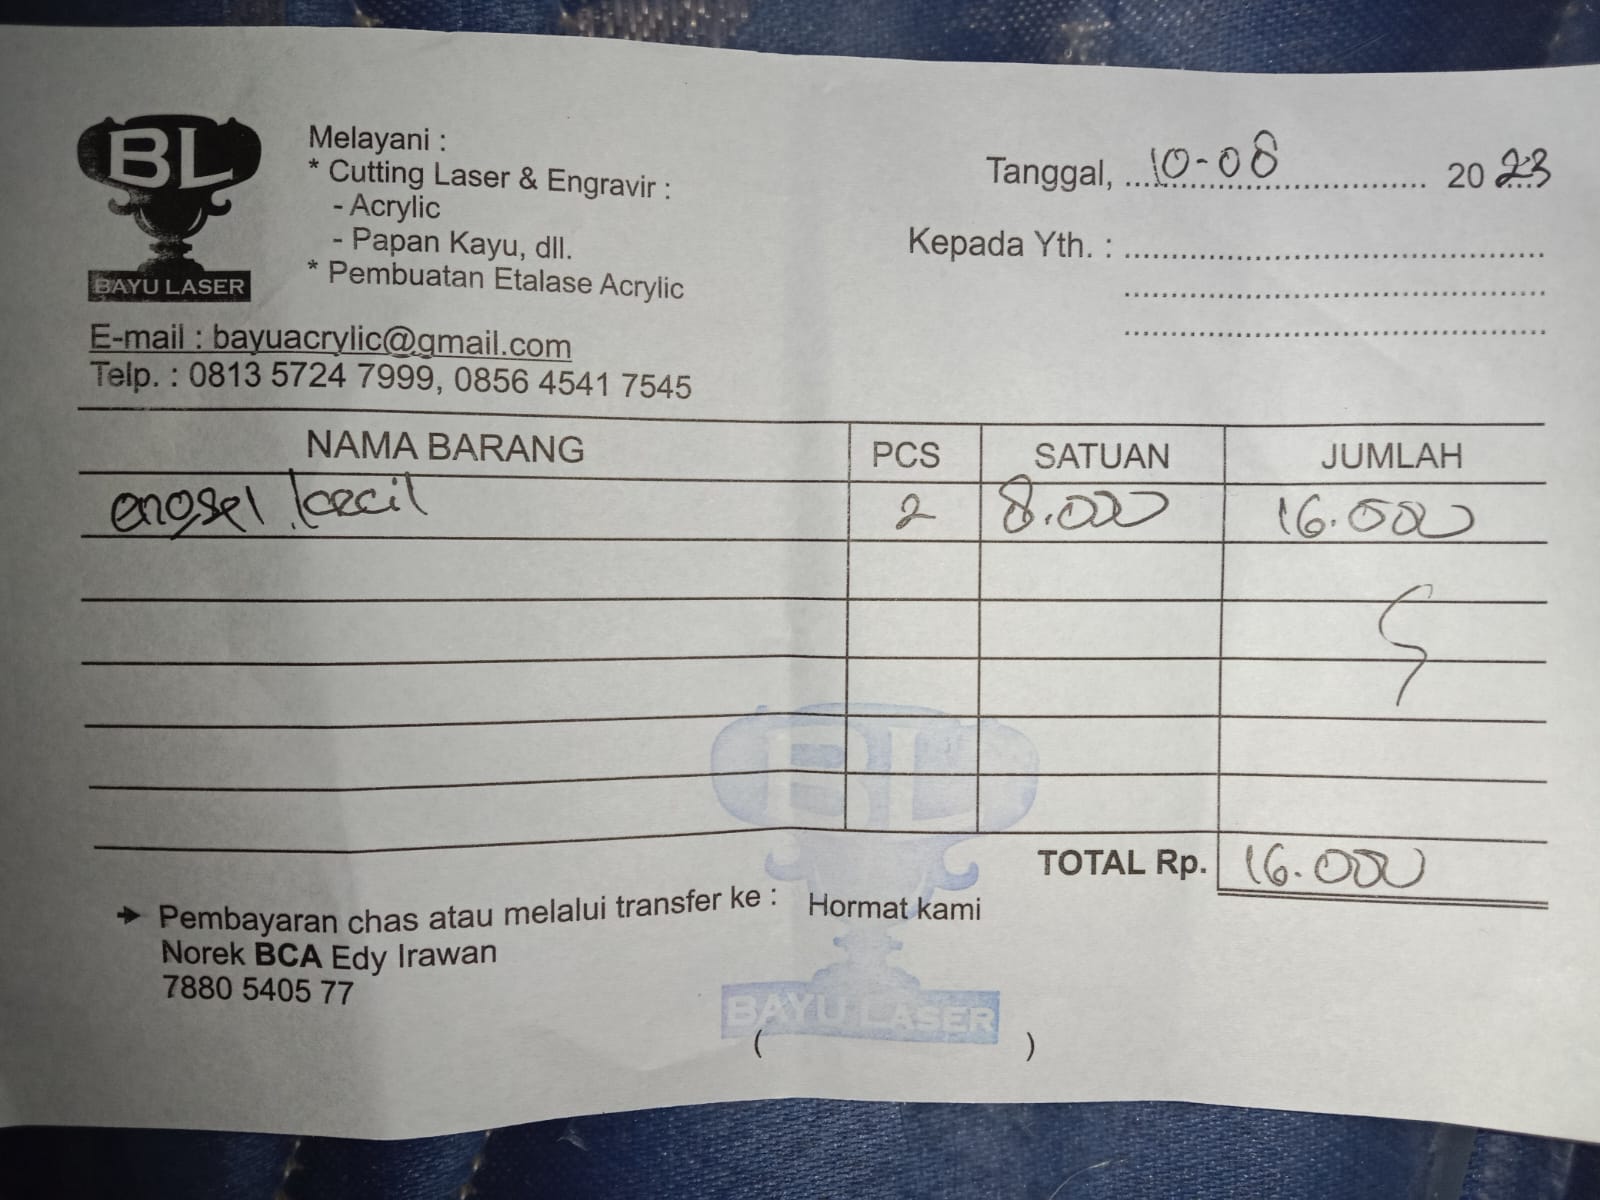 BL
BAYU LASER
Melayani :
* Cutting Laser & Engravir :
- Acrylic
- Papan Kayu, dll.
* Pembuatan Etalase Acrylic
E-mail : bayuacrylic@gmail.com
Telp. : 0813 5724 7999, 0856 4541 7545
Tanggal, 10-08 2023
Kepada Yth. :
NAMA BARANG PCS SATUAN JUMLAH
engsel kecil 2 8.000 16.000
TOTAL Rp. 16.000
➔ Pembayaran chas atau melalui transfer ke :
Norek BCA Edy Irawan
7880 5405 77
Hormat kami
BL
BAYU LASER
( )